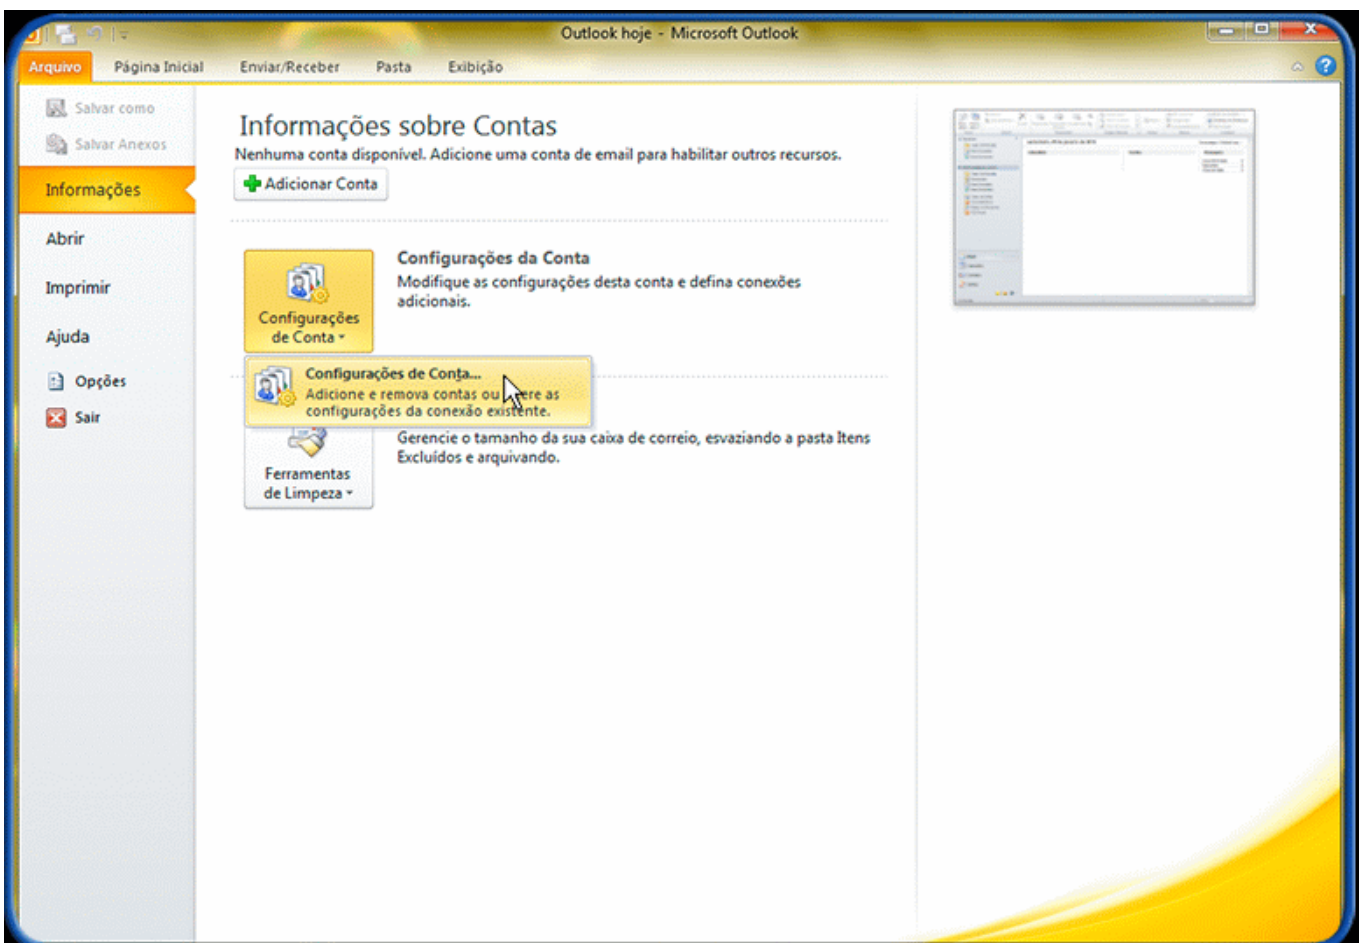 Outlook hoje - Microsoft Outlook
Arquivo Página Inicial Enviar/Receber Pasta Exibição
Salvar como
Salvar Anexos
Informações
Abrir
Imprimir
Ajuda
Opções
Sair
Informações sobre Contas
Nenhuma conta disponível. Adicione uma conta de email para habilitar outros recursos.
Adicionar Conta
Configurações
de Conta
Configurações da Conta
Modifique as configurações desta conta e defina conexões
adicionais.
Configurações de Conta...
Adicione e remova contas ou as
configurações da conexão existente.
Ferramentas
de Limpeza
Gerencie o tamanho da sua caixa de correio, esvaziando a pasta Itens
Excluídos e arquivando.